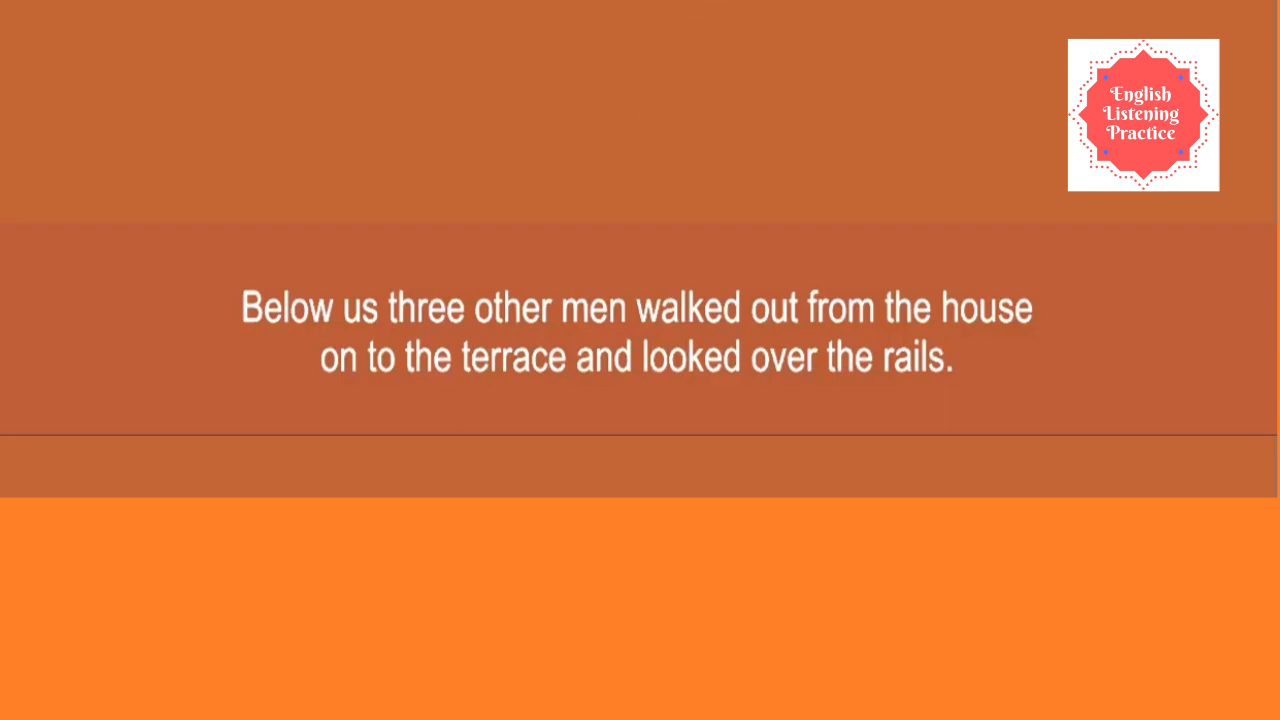 English
Listening
Practice
Below us three other men walked out from the house
on to the terrace and looked over the rails.